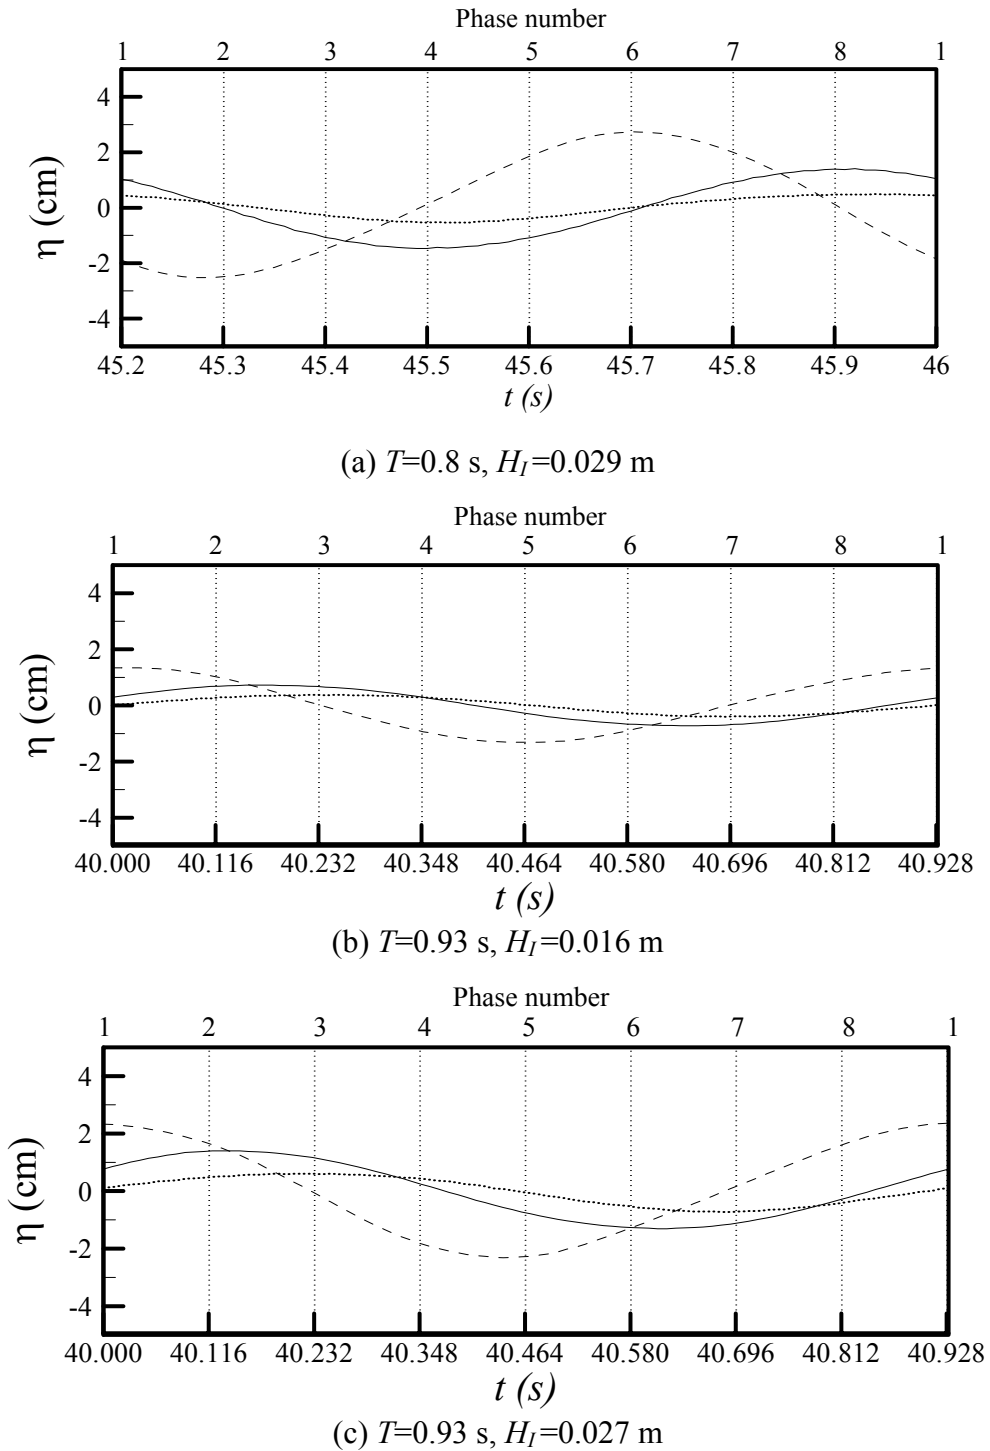 Phase number
1 2 3 4 5 6 7 8 1
4
2
0
-2
-4
η (cm)
45.2 45.3 45.4 45.5 45.6 45.7 45.8 45.9 46
t (s)
(a) T=0.8 s, H_I=0.029 m
Phase number
1 2 3 4 5 6 7 8 1
4
2
0
-2
-4
η (cm)
40.000 40.116 40.232 40.348 40.464 40.580 40.696 40.812 40.928
t (s)
(b) T=0.93 s, H_I=0.016 m
Phase number
1 2 3 4 5 6 7 8 1
4
2
0
-2
-4
η (cm)
40.000 40.116 40.232 40.348 40.464 40.580 40.696 40.812 40.928
t (s)
(c) T=0.93 s, H_I=0.027 m